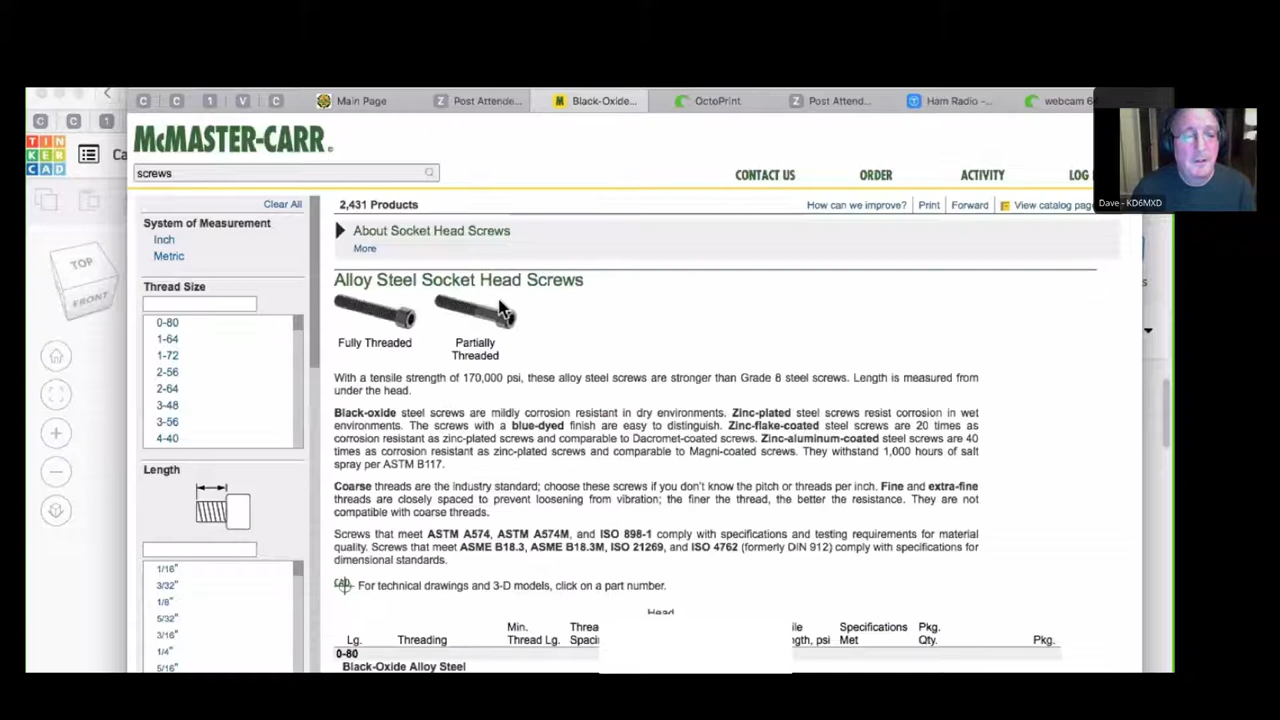 C C 1 V C Main Page Post Attende... Black-Oxide... OctoPrint Post Attend... Ham Radio -... webcam
C C 1
McMASTER-CARR.
TIN
KER
CAD
Ca
screws
CONTACT US ORDER ACTIVITY LOG
Dave - KD6MXD
Clear All
2,431 Products
How can we improve? Print Forward View catalog page
System of Measurement
Inch
Metric
About Socket Head Screws
More
TOP
FRONT
Thread Size
0-80
1-64
1-72
2-56
2-64
3-48
3-56
4-40
Length
1/16"
3/32"
1/8"
5/32"
3/16"
1/4"
5/16"
Alloy Steel Socket Head Screws
Fully Threaded
Partially
Threaded
With a tensile strength of 170,000 psi, these alloy steel screws are stronger than Grade 8 steel screws. Length is measured from
under the head.
Black-oxide steel screws are mildly corrosion resistant in dry environments. Zinc-plated steel screws resist corrosion in wet
environments. The screws with a blue-dyed finish are easy to distinguish. Zinc-flake-coated steel screws are 20 times as
corrosion resistant as zinc-plated screws and comparable to Dacromet-coated screws. Zinc-aluminum-coated steel screws are 40
times as corrosion resistant as zinc-plated screws and comparable to Magni-coated screws. They withstand 1,000 hours of salt
spray per ASTM B117.
Coarse threads are the industry standard; choose these screws if you don't know the pitch or threads per inch. Fine and extra-fine
threads are closely spaced to prevent loosening from vibration; the finer the thread, the better the resistance. They are not
compatible with coarse threads.
Screws that meet ASTM A574, ASTM A574M, and ISO 898-1 comply with specifications and testing requirements for material
quality. Screws that meet ASME B18.3, ASME B18.3M, ISO 21269, and ISO 4762 (formerly DIN 912) comply with specifications for
dimensional standards.
For technical drawings and 3-D models, click on a part number.
Head
Min. Threa ile Specifications Pkg.
Lg. Threading Thread Lg. Spaci gth, psi Met Qty. Pkg.
0-80
Black-Oxide Alloy Steel